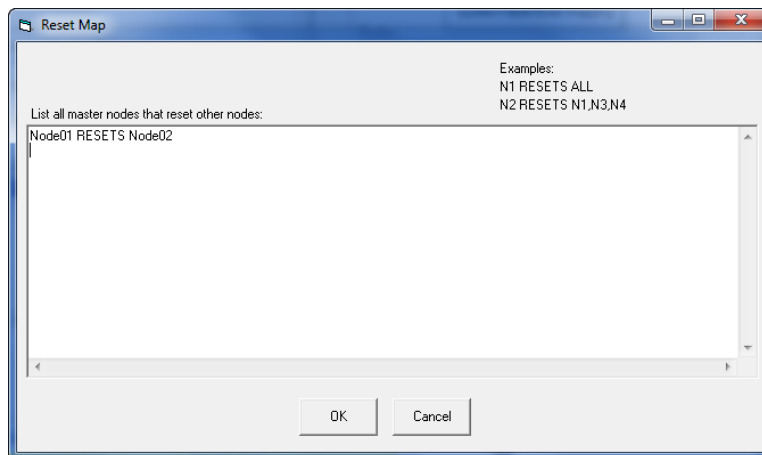 Reset Map
Examples:
N1 RESETS ALL
N2 RESETS N1,N3,N4
List all master nodes that reset other nodes:
Node01 RESETS Node02
OK
Cancel